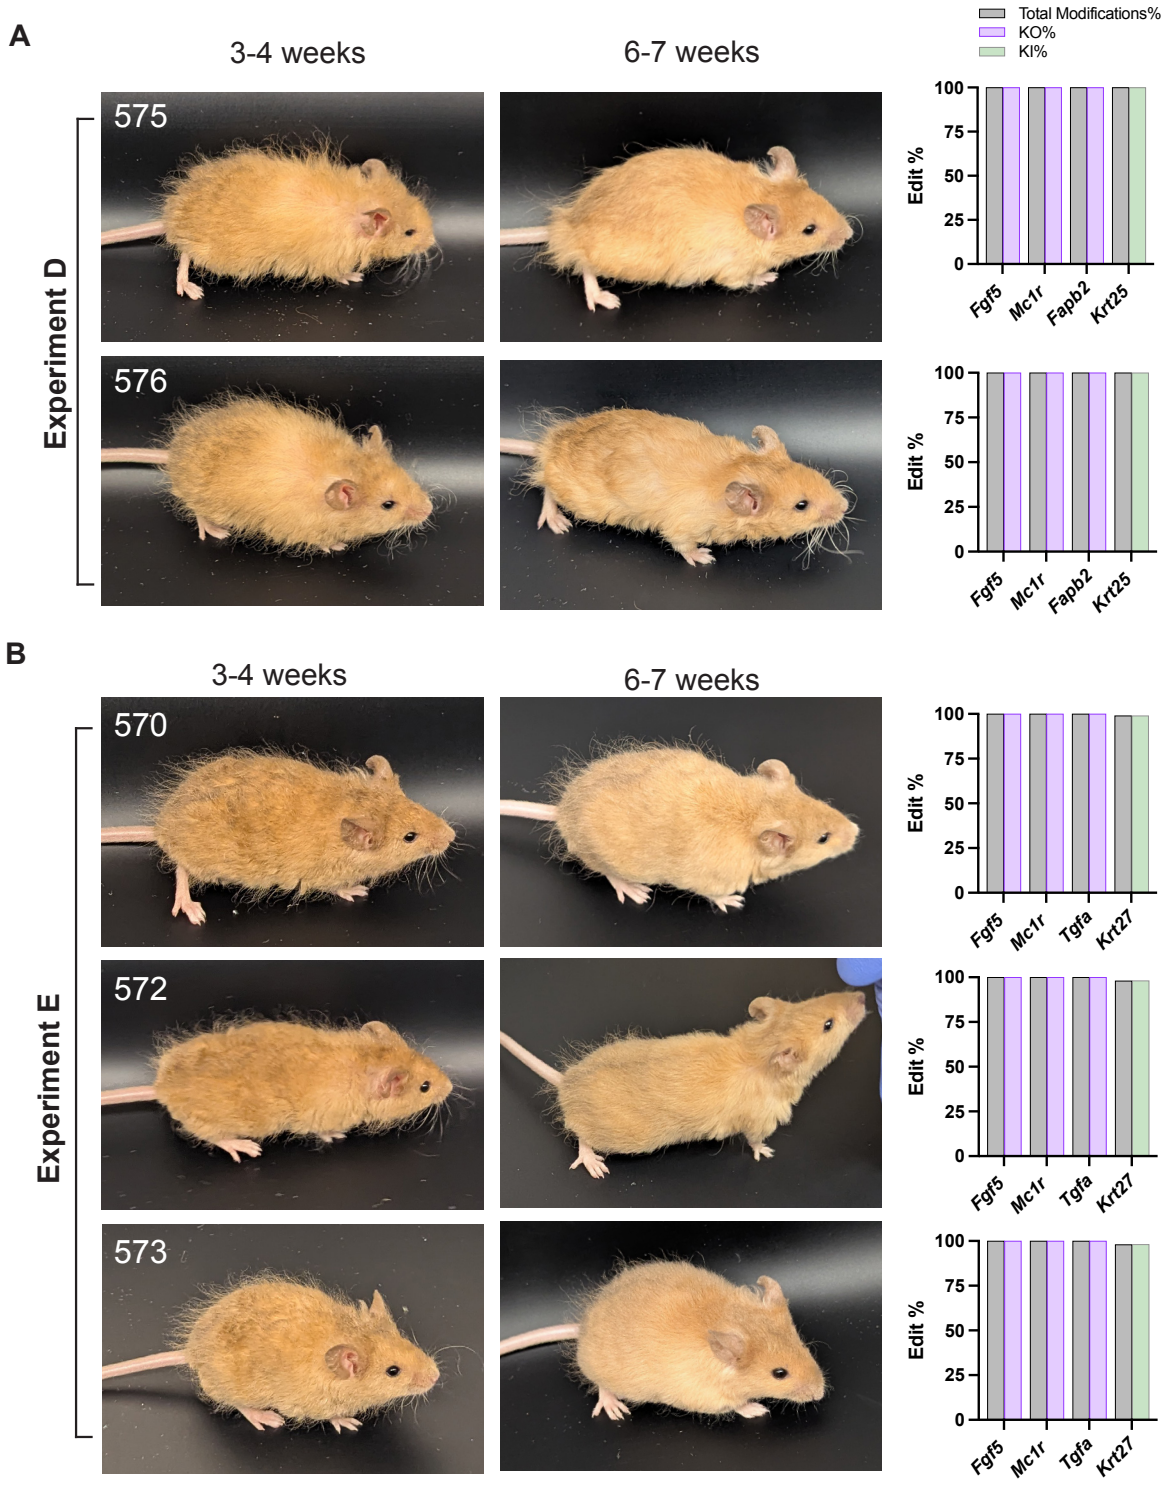 A
3-4 weeks
6-7 weeks
Total Modifications%
KO%
KI%
Experiment D
575
100
75
50
25
0
Edit %
Fgf5
Mc1r
Fapb2
Krt25
576
100
75
50
25
0
Edit %
Fgf5
Mc1r
Fapb2
Krt25
B
3-4 weeks
6-7 weeks
Experiment E
570
100
75
50
25
0
Edit %
Fgf5
Mc1r
Tgfa
Krt27
572
100
75
50
25
0
Edit %
Fgf5
Mc1r
Tgfa
Krt27
573
100
75
50
25
0
Edit %
Fgf5
Mc1r
Tgfa
Krt27